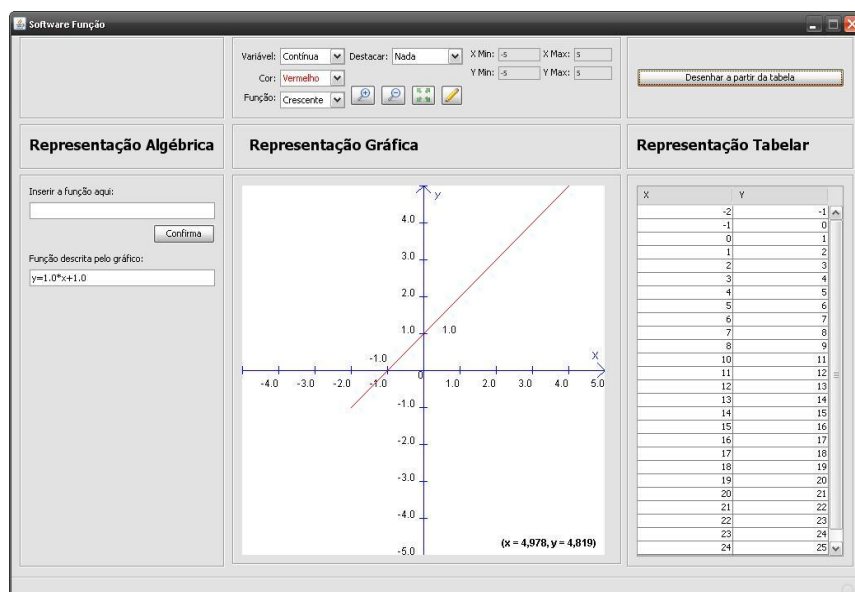 Software Função
Variável: Contínua Destacar: Nada X Min: -5 X Max: 5
Cor: Vermelho Y Min: -5 Y Max: 5
Função: Crescente
Desenhar a partir da tabela
Representação Algébrica
Representação Gráfica
Representação Tabelar
Inserir a função aqui:
Confirma
Função descrita pelo gráfico:
y=1.0*x+1.0
y
4.0
3.0
2.0
1.0 1.0
-1.0 X
0
-4.0 -3.0 -2.0 -1.0 1.0 2.0 3.0 4.0 5.0
-1.0
-2.0
-3.0
-4.0
-5.0
(x = 4,978, y = 4,819)
X Y
-2 -1
-1 0
0 1
1 2
2 3
3 4
4 5
5 6
6 7
7 8
8 9
10 11
11 12
12 13
13 14
14 15
15 16
16 17
17 18
18 19
19 20
20 21
21 22
22 23
23 24
24 25